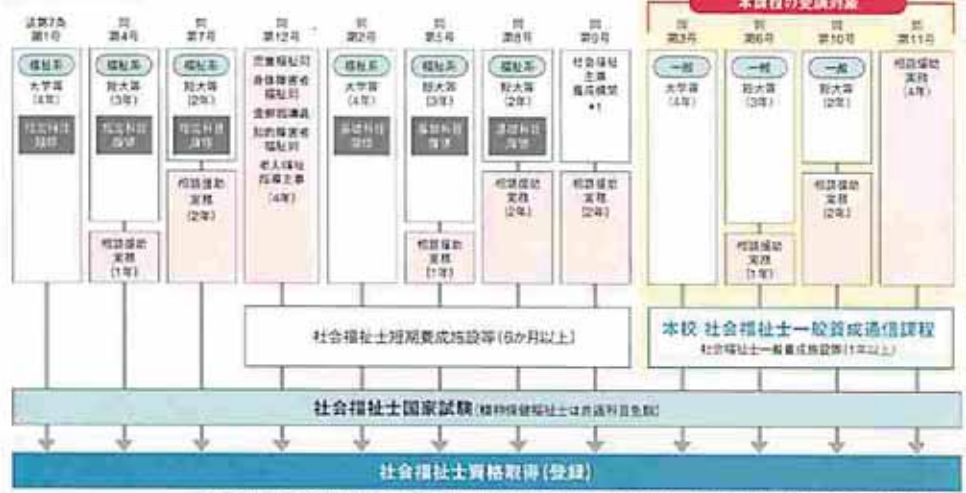 本課程の受講対象
法第7条 第1号
同 第4号
同 第7号
同 第12号
同 第2号
同 第5号
同 第8号
同 第9号
同 第3号
同 第6号
同 第10号
同 第11号
福祉系
大学等
(4年)
指定科目
履修
福祉系
短大等
(3年)
指定科目
履修
相談援助
実務
(1年)
福祉系
短大等
(2年)
指定科目
履修
相談援助
実務
(2年)
児童福祉司
身体障害者
福祉司
査察指導員
知的障害者
福祉司
老人福祉
指導主事
(4年)
福祉系
大学等
(4年)
基礎科目
履修
福祉系
短大等
(3年)
基礎科目
履修
相談援助
実務
(1年)
福祉系
短大等
(2年)
基礎科目
履修
相談援助
実務
(2年)
社会福祉
主事
養成機関
*1
相談援助
実務
(2年)
一般
大学等
(4年)
一般
短大等
(3年)
相談援助
実務
(1年)
一般
短大等
(2年)
相談援助
実務
(2年)
相談援助
実務
(4年)
社会福祉士短期養成施設等(6か月以上)
本校 社会福祉士一般養成通信課程
社会福祉士一般養成施設等(1年以上)
社会福祉士国家試験(精神保健福祉士は共通科目免除)
社会福祉士資格取得(登録)